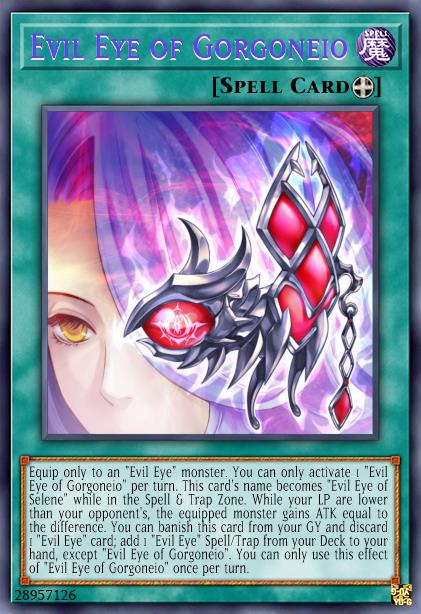 Evil Eye of Gorgoneio
SPELL
魔
[Spell Card]
Equip only to an "Evil Eye" monster. You can only activate 1 "Evil
Eye of Gorgoneio" per turn. This card's name becomes "Evil Eye of
Selene" while in the Spell & Trap Zone. While your LP are lower
than your opponent's, the equipped monster gains ATK equal to
the difference. You can banish this card from your GY and discard
1 "Evil Eye" card; add 1 "Evil Eye" Spell/Trap from your Deck to your
hand, except "Evil Eye of Gorgoneio". You can only use this effect
of "Evil Eye of Gorgoneio" once per turn.
28957126